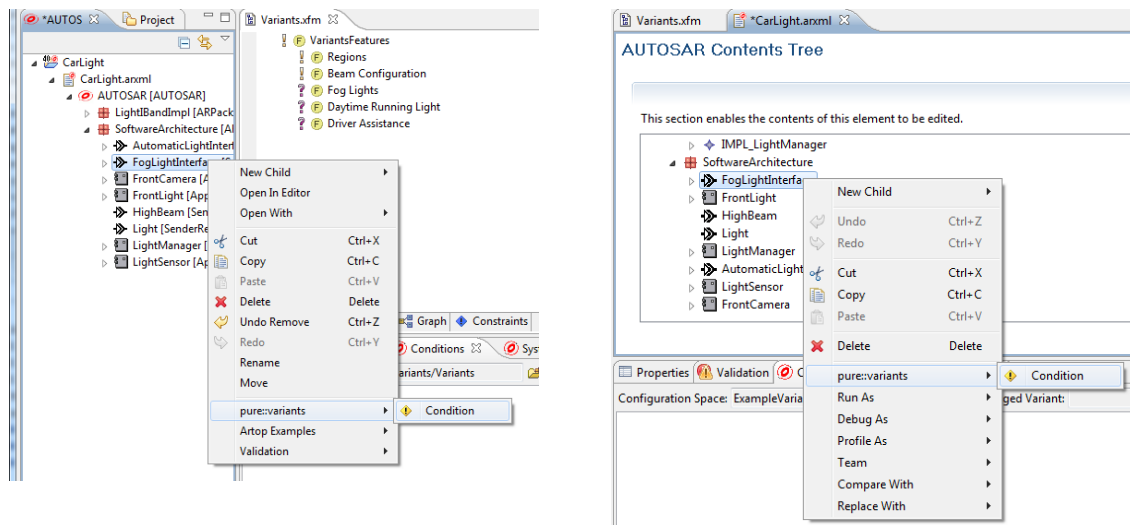 *AUTOS
Project
Variants.xfm
CarLight
CarLight.arxml
AUTOSAR [AUTOSAR]
LightIBandImpl [ARPack
SoftwareArchitecture [AI
AutomaticLightInterf
FogLightInterfa
FrontCamera [A
FrontLight [App
HighBeam [Sen
Light [SenderRe
LightManager [
LightSensor [Ap
VariantsFeatures
Regions
Beam Configuration
Fog Lights
Daytime Running Light
Driver Assistance
New Child
Open In Editor
Open With
Cut Ctrl+X
Copy Ctrl+C
Paste Ctrl+V
Delete Delete
Undo Remove Ctrl+Z
Redo Ctrl+Y
Rename
Move
pure::variants
Artop Examples
Validation
Condition
Graph
Constraints
Conditions
Sys
ariants/Variants
Variants.xfm
*CarLight.arxml
AUTOSAR Contents Tree
This section enables the contents of this element to be edited.
IMPL_LightManager
SoftwareArchitecture
FogLightInterfa
FrontLight
HighBeam
Light
LightManager
AutomaticLight
LightSensor
FrontCamera
New Child
Undo Ctrl+Z
Redo Ctrl+Y
Cut Ctrl+X
Copy Ctrl+C
Paste Ctrl+V
Delete Delete
pure::variants
Run As
Debug As
Profile As
Team
Compare With
Replace With
Condition
Properties
Validation
C
Configuration Space: ExampleVaria
ged Variant: